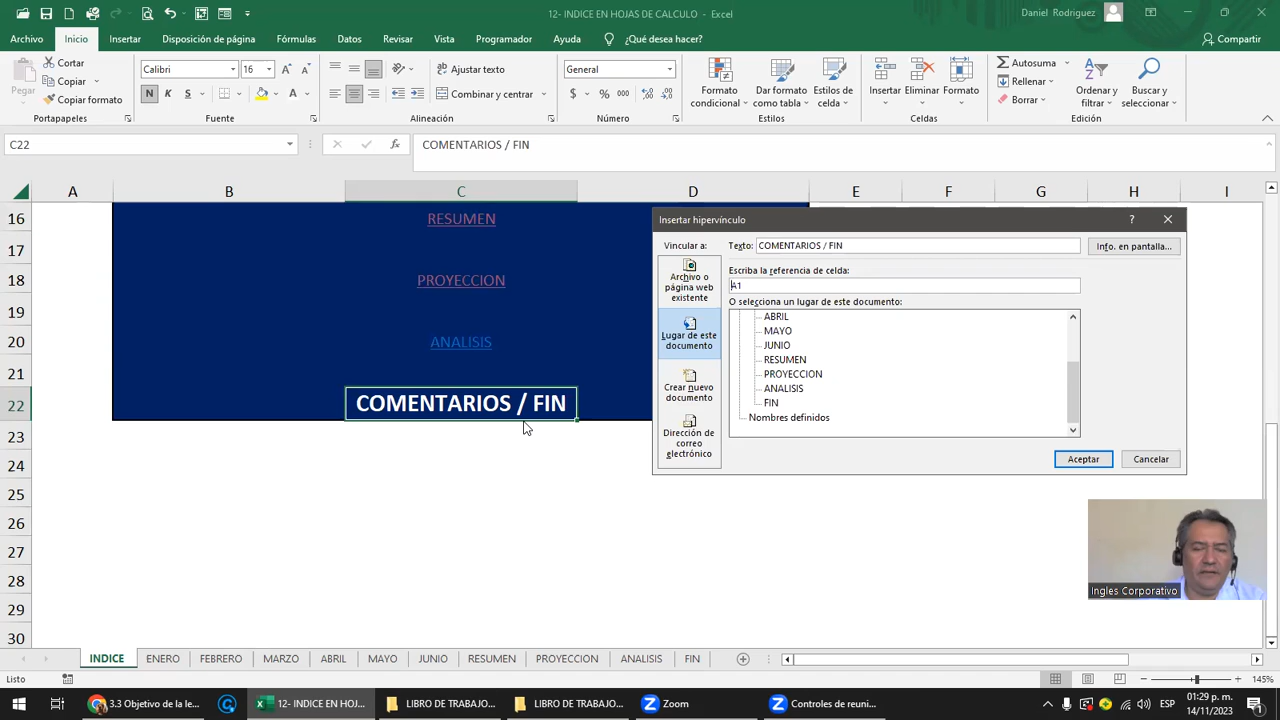 12- INDICE EN HOJAS DE CALCULO - Excel
Daniel Rodriguez
Archivo Inicio Insertar Disposición de página Fórmulas Datos Revisar Vista Programador Ayuda ¿Qué desea hacer? Compartir
Pegar
Cortar
Copiar
Copiar formato
Portapapeles
Calibri 16
N K S
Fuente
Ajustar texto
Combinar y centrar
Alineación
General
$ % 000
Número
Formato condicional
Dar formato como tabla
Estilos de celda
Estilos
Insertar Eliminar Formato
Celdas
Autosuma
Rellenar
Borrar
Ordenar y filtrar
Buscar y seleccionar
Edición
C22 fx COMENTARIOS / FIN
A B C D E F G H I
16 RESUMEN
17
18 PROYECCION
19
20 ANALISIS
21
22 COMENTARIOS / FIN
23
24
25
26
27
28
29
30
Insertar hipervínculo ?
Vincular a: Texto: COMENTARIOS / FIN Info. en pantalla...
Archivo o página web existente
Lugar de este documento
Crear nuevo documento
Dirección de correo electrónico
Escriba la referencia de celda:
A1
O selecciona un lugar de este documento:
ABRIL
MAYO
JUNIO
RESUMEN
PROYECCION
ANALISIS
FIN
Nombres definidos
Aceptar Cancelar
Ingles Corporativo
INDICE ENERO FEBRERO MARZO ABRIL MAYO JUNIO RESUMEN PROYECCION ANALISIS FIN
Listo 145%
3.3 Objetivo de la le... 12- INDICE EN HOJ... LIBRO DE TRABAJO... LIBRO DE TRABAJO... Zoom Controles de reuni... ESP
01:29 p. m.
14/11/2023